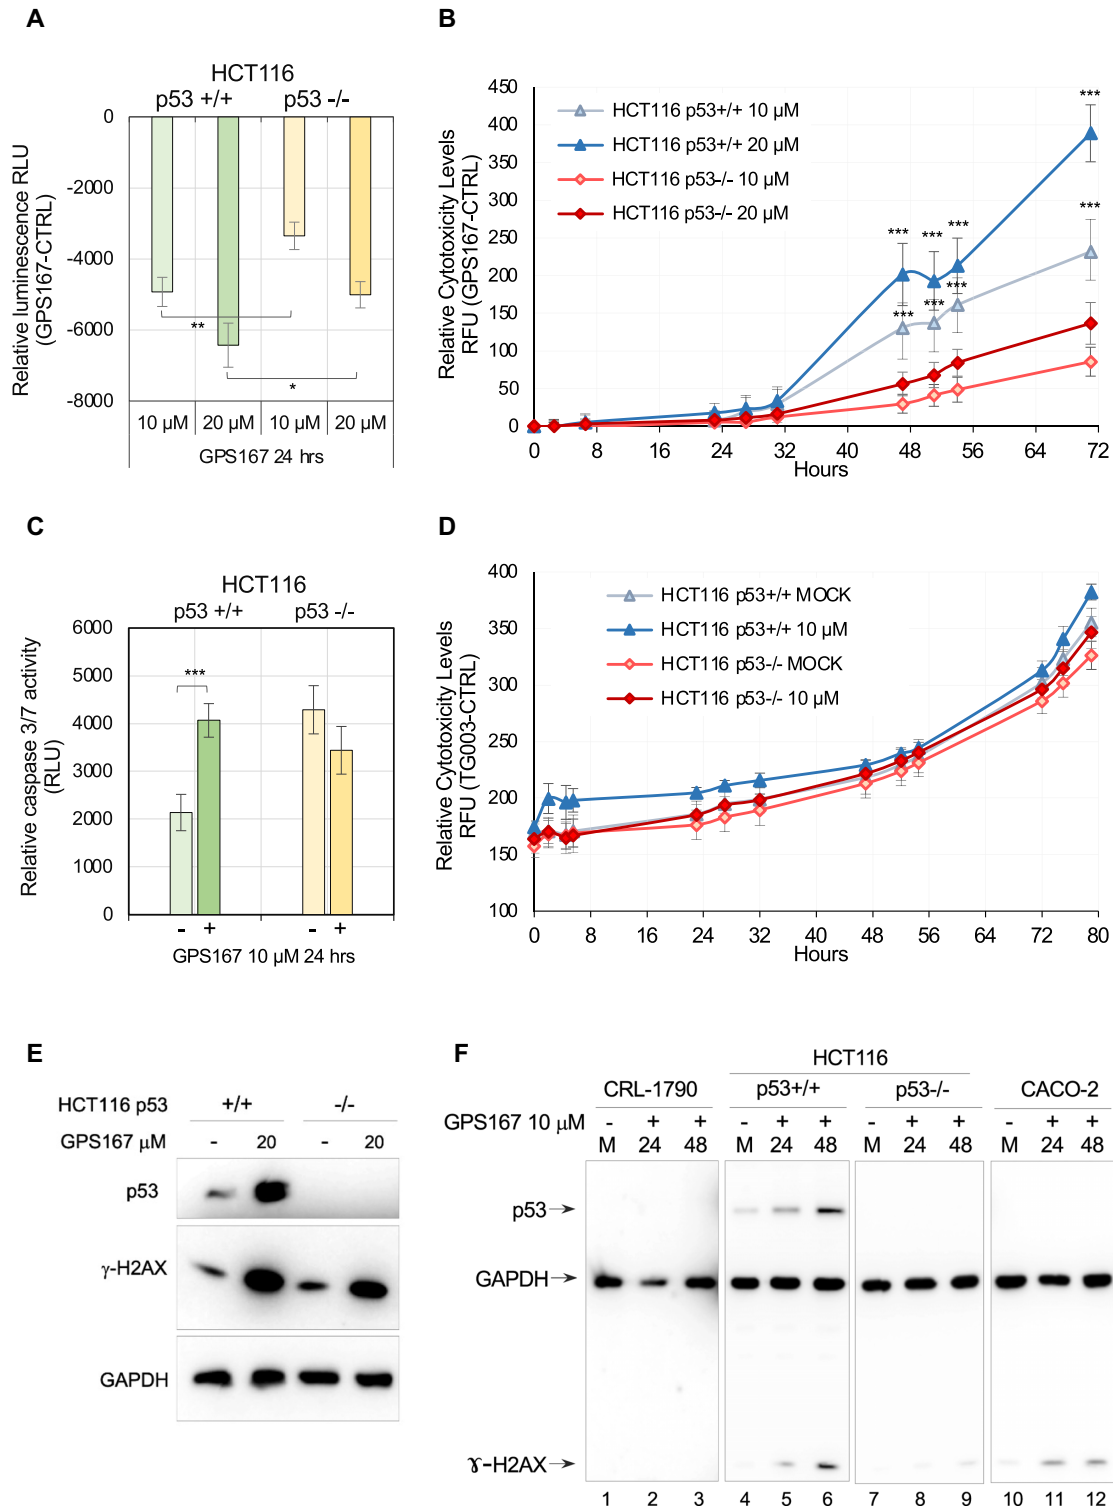 A
HCT116
p53 +/+ p53 -/-
Relative luminescence RLU
(GPS167-CTRL)
0
-2000
-4000
-6000
-8000
**
*
10 µM 20 µM 10 µM 20 µM
GPS167 24 hrs
B
Relative Cytotoxicity Levels
RFU (GPS167-CTRL)
450
400
350
300
250
200
150
100
50
0
HCT116 p53+/+ 10 µM
HCT116 p53+/+ 20 µM
HCT116 p53-/- 10 µM
HCT116 p53-/- 20 µM
***
***
*** *** ***
*** *** ***
0 8 16 24 32 40 48 56 64 72
Hours
C
HCT116
p53 +/+ p53 -/-
Relative caspase 3/7 activity
(RLU)
6000
5000
4000
3000
2000
1000
0
***
- + - +
GPS167 10 µM 24 hrs
D
Relative Cytotoxicity Levels
RFU (TG003-CTRL)
400
350
300
250
200
150
100
HCT116 p53+/+ MOCK
HCT116 p53+/+ 10 µM
HCT116 p53-/- MOCK
HCT116 p53-/- 10 µM
0 8 16 24 32 40 48 56 64 72 80
Hours
E
HCT116 p53 +/+ -/-
GPS167 µM - 20 - 20
p53
γ-H2AX
GAPDH
F
HCT116
CRL-1790 p53+/+ p53-/- CACO-2
GPS167 10 µM - + + - + + - + + - + +
M 24 48 M 24 48 M 24 48 M 24 48
p53
GAPDH
ɣ-H2AX
1 2 3 4 5 6 7 8 9 10 11 12